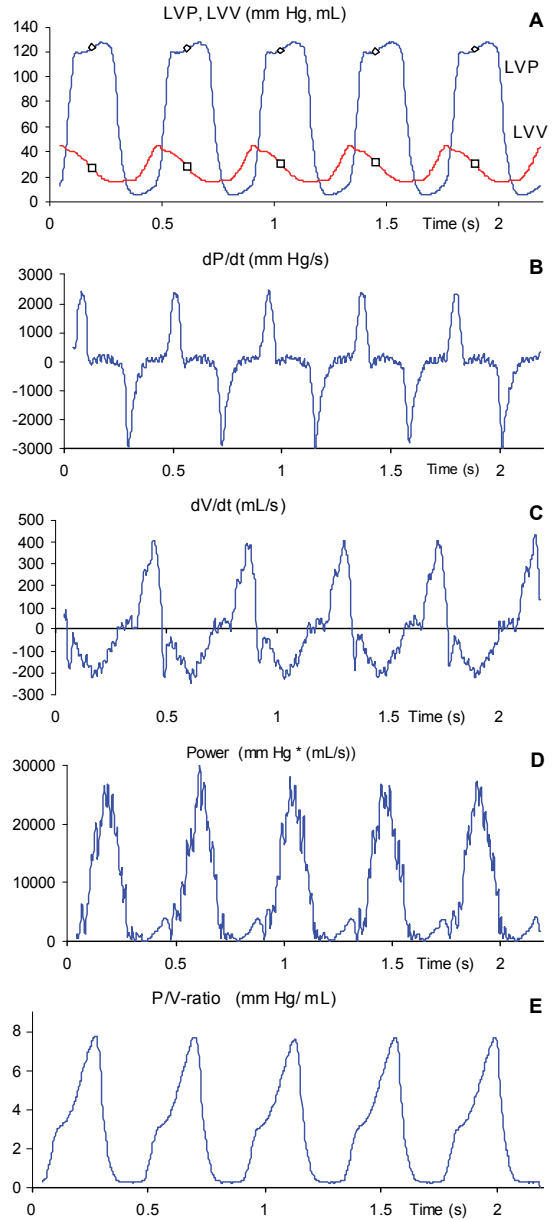 LVP, LVV (mm Hg, mL)
A
140
120
100
80
60
40
20
0
LVP
LVV
0 0.5 1 1.5 Time (s) 2
dP/dt (mm Hg/s)
B
3000
2000
1000
0
-1000
-2000
-3000
0 0.5 1 1.5 Time (s) 2
dV/dt (mL/s)
C
500
400
300
200
100
0
-100
-200
-300
0 0.5 1 1.5 Time (s) 2
Power (mm Hg * (mL/s))
D
30000
20000
10000
0
0 0.5 1 1.5 Time (s) 2
P/V-ratio (mm Hg/ mL)
E
8
6
4
2
0
0 0.5 1 1.5 Time (s) 2